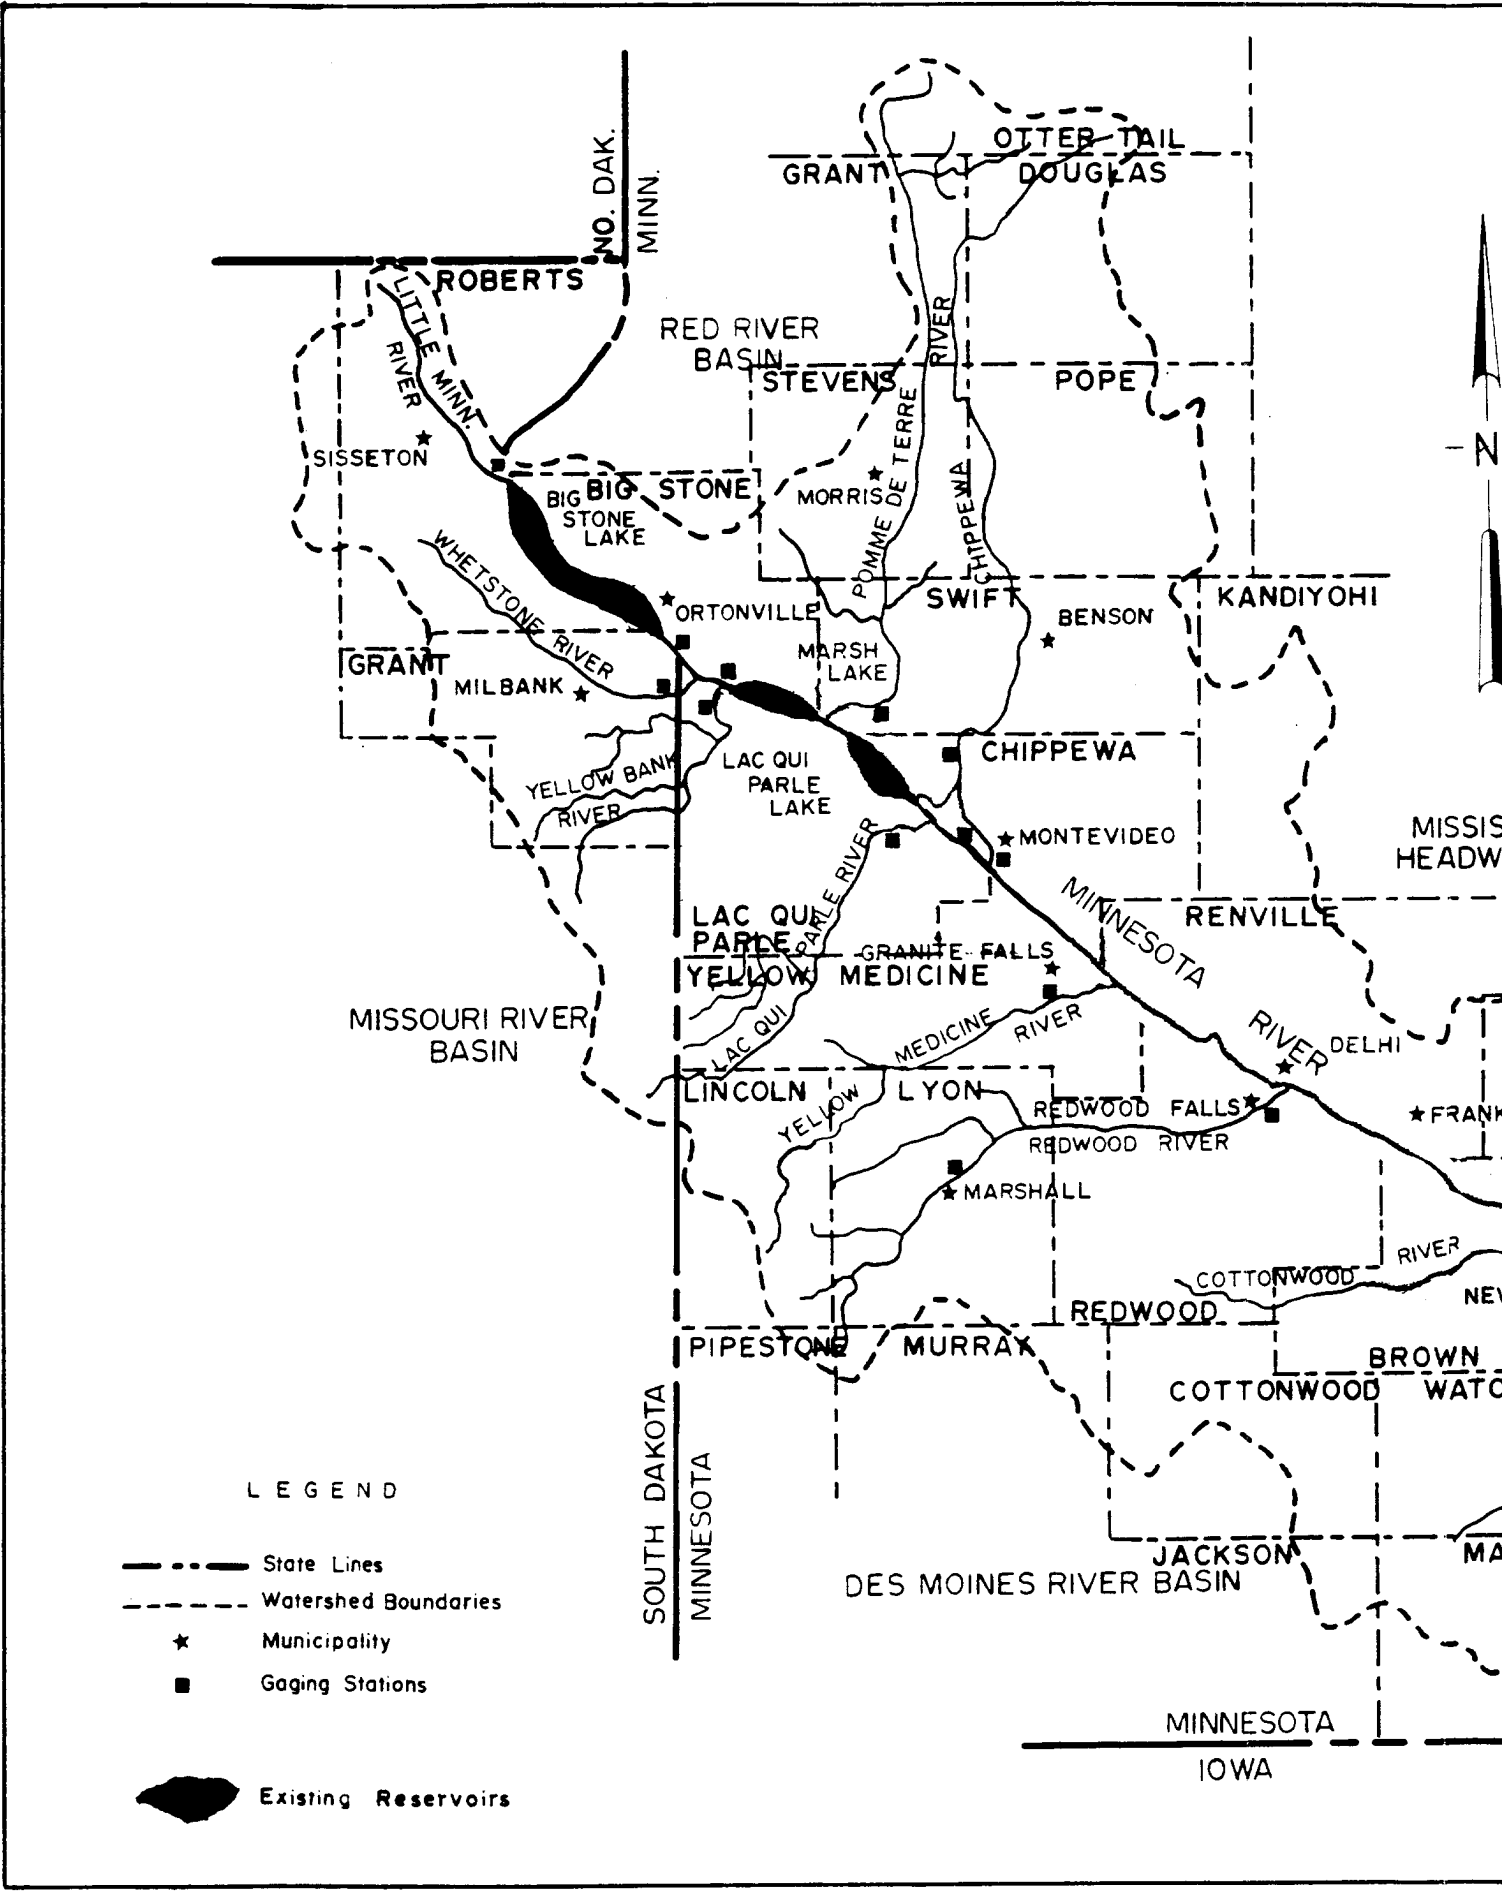 OTTER TAIL
GRANT
DOUGLAS
NO. DAK.
MINN.
ROBERTS
LITTLE MINN.
RIVER
RED RIVER
BASIN
STEVENS
POPE
RIVER
POMME DE TERRE
CHIPPEWA
SISSETON
MORRIS
BIG STONE
BIG
STONE
LAKE
N
WHETSTONE RIVER
ORTONVILLE
SWIFT
BENSON
KANDIYOHI
GRANT
MILBANK
MARSH
LAKE
YELLOW BANK
RIVER
LAC QUI
PARLE
LAKE
CHIPPEWA
MONTEVIDEO
MISSIS
HEADW
LAC QUI PARLE RIVER
LAC QUI
PARLE
GRANITE FALLS
YELLOW MEDICINE
MINNESOTA
RIVER
RENVILLE
MISSOURI RIVER
BASIN
YELLOW
MEDICINE
RIVER
DELHI
LINCOLN
LYON
REDWOOD FALLS
FRANK
REDWOOD RIVER
MARSHALL
COTTONWOOD
RIVER
NEW
REDWOOD
PIPESTONE
MURRAY
BROWN
COTTONWOOD
WATO
SOUTH DAKOTA
MINNESOTA
JACKSON
MA
DES MOINES RIVER BASIN
MINNESOTA
IOWA
LEGEND
State Lines
Watershed Boundaries
Municipality
Gaging Stations
Existing Reservoirs